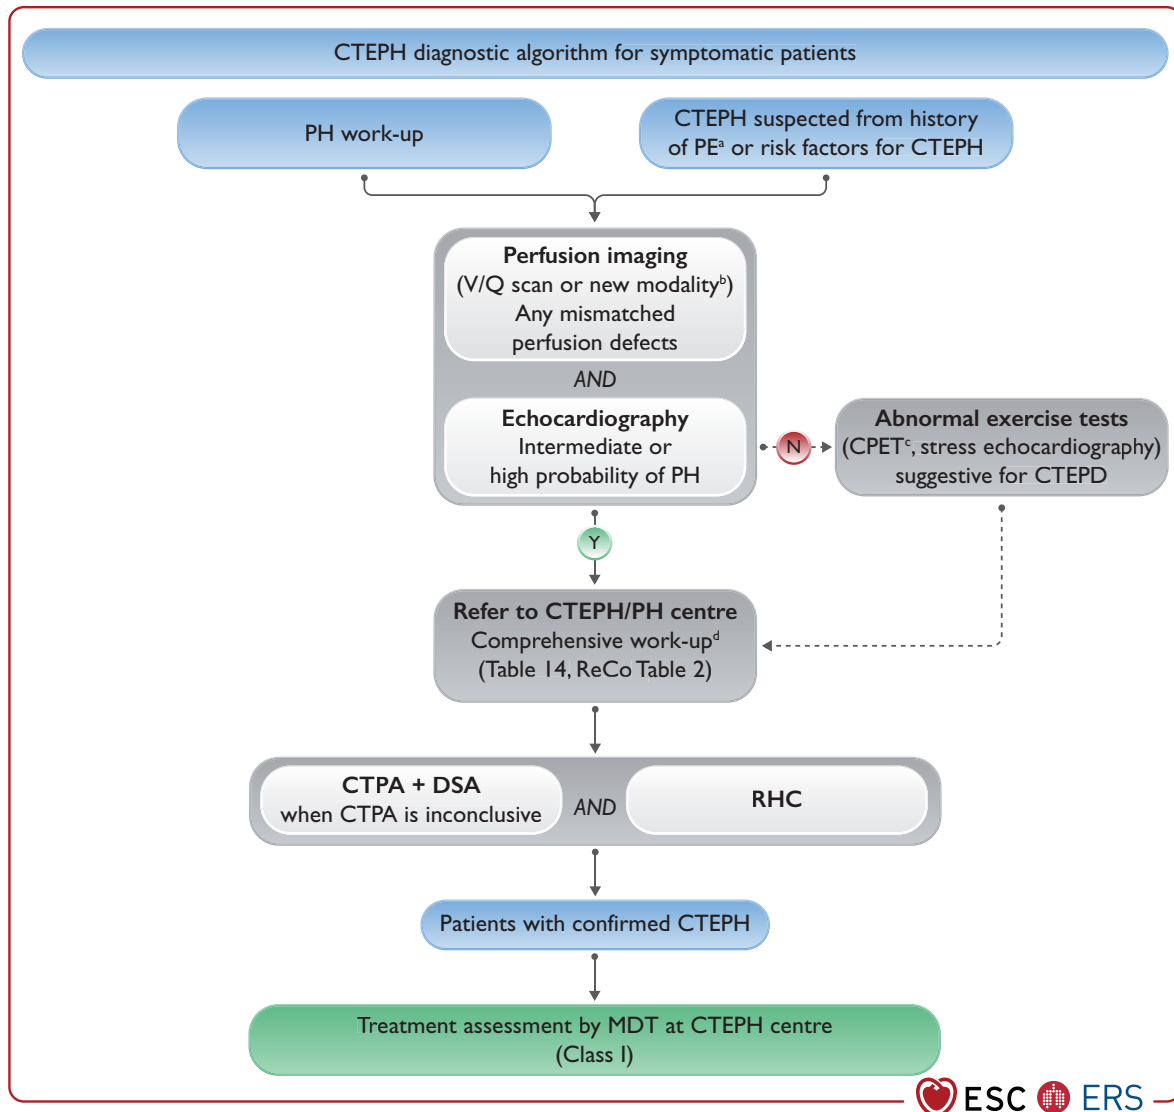 CTEPH diagnostic algorithm for symptomatic patients
PH work-up
CTEPH suspected from history
of PEᵃ or risk factors for CTEPH
Perfusion imaging
(V/Q scan or new modalityᵇ)
Any mismatched
perfusion defects
AND
Echocardiography
Intermediate or
high probability of PH
N
Abnormal exercise tests
(CPETᶜ, stress echocardiography)
suggestive for CTEPD
Y
Refer to CTEPH/PH centre
Comprehensive work-upᵈ
(Table 14, ReCo Table 2)
CTPA + DSA
when CTPA is inconclusive
AND
RHC
Patients with confirmed CTEPH
Treatment assessment by MDT at CTEPH centre
(Class I)
ESC ERS